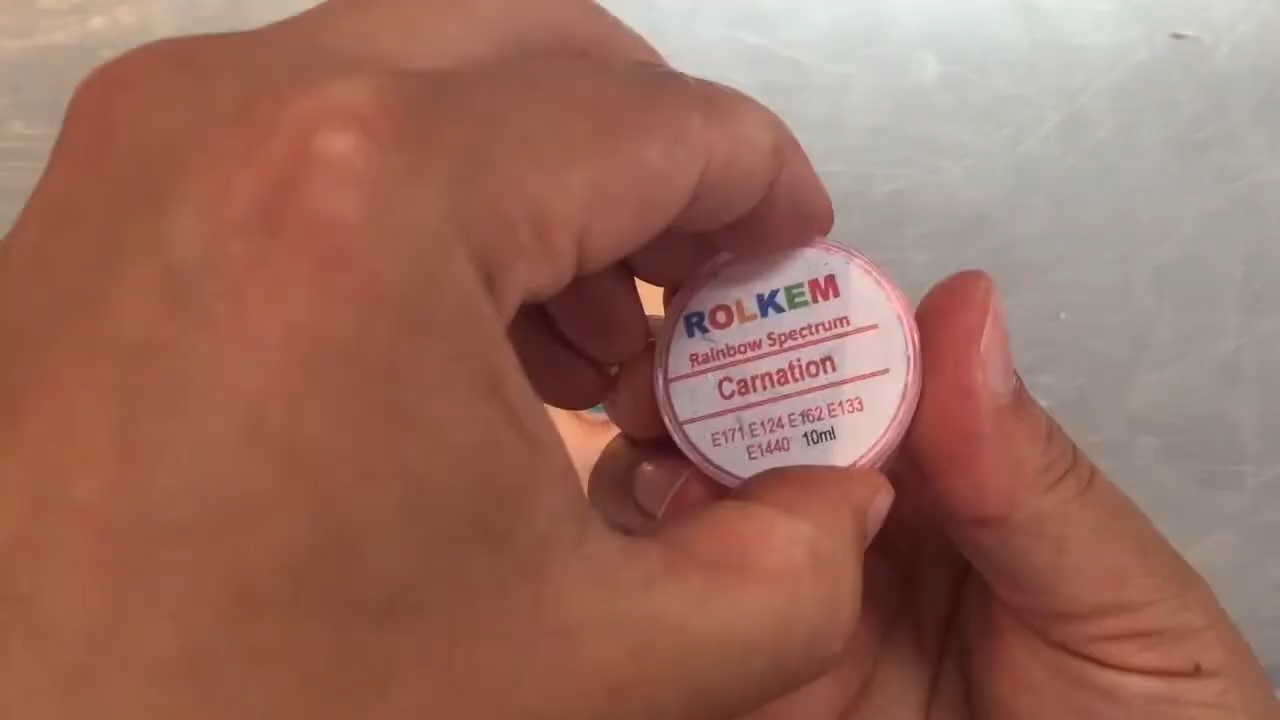 ROLKEM
Rainbow Spectrum
Carnation
E171 E124 E162 E133
E1440 10ml